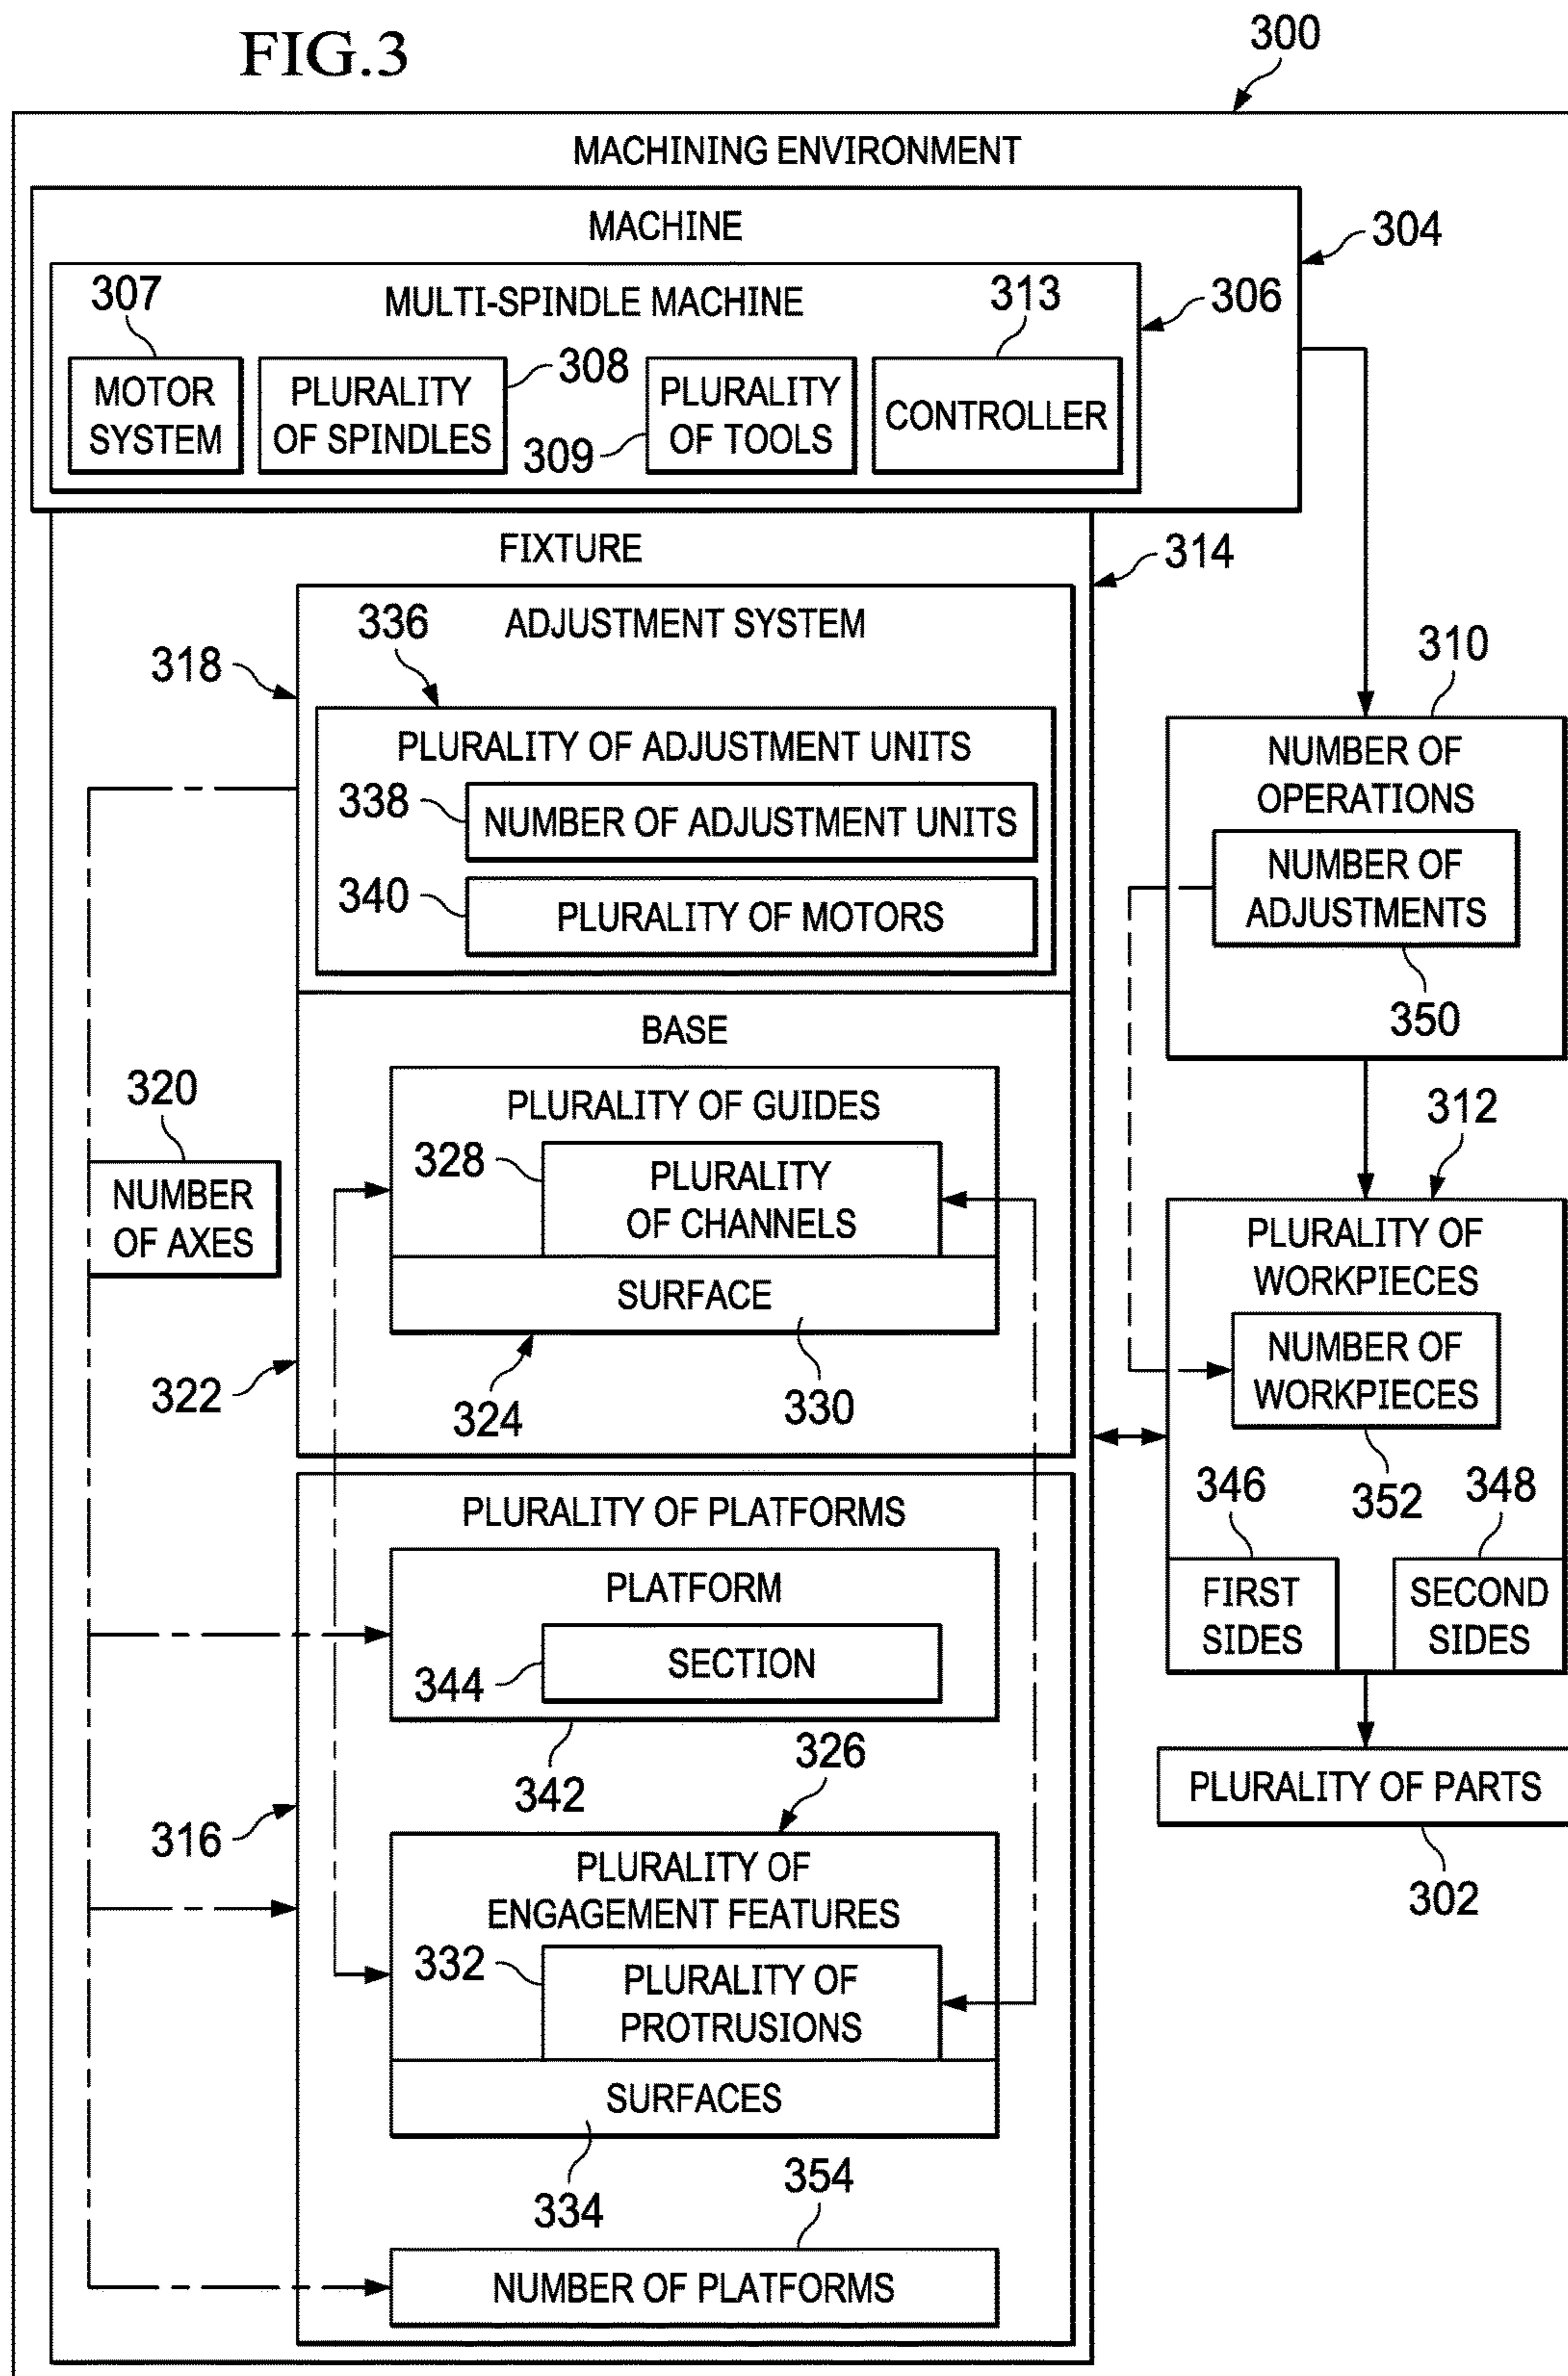 FIG.3
300
MACHINING ENVIRONMENT
MACHINE
304
307
MULTI-SPINDLE MACHINE
313
306
MOTOR
SYSTEM
PLURALITY
OF SPINDLES
308
309
PLURALITY
OF TOOLS
CONTROLLER
FIXTURE
314
318
336
ADJUSTMENT SYSTEM
PLURALITY OF ADJUSTMENT UNITS
338
NUMBER OF ADJUSTMENT UNITS
340
PLURALITY OF MOTORS
310
NUMBER OF
OPERATIONS
NUMBER OF
ADJUSTMENTS
350
BASE
PLURALITY OF GUIDES
328
PLURALITY
OF CHANNELS
SURFACE
320
NUMBER
OF AXES
322
324
330
312
PLURALITY OF
WORKPIECES
NUMBER OF
WORKPIECES
352
346
348
FIRST
SIDES
SECOND
SIDES
PLURALITY OF PLATFORMS
PLATFORM
344
SECTION
342
326
316
PLURALITY OF PARTS
302
PLURALITY OF
ENGAGEMENT FEATURES
332
PLURALITY OF
PROTRUSIONS
SURFACES
334
354
NUMBER OF PLATFORMS